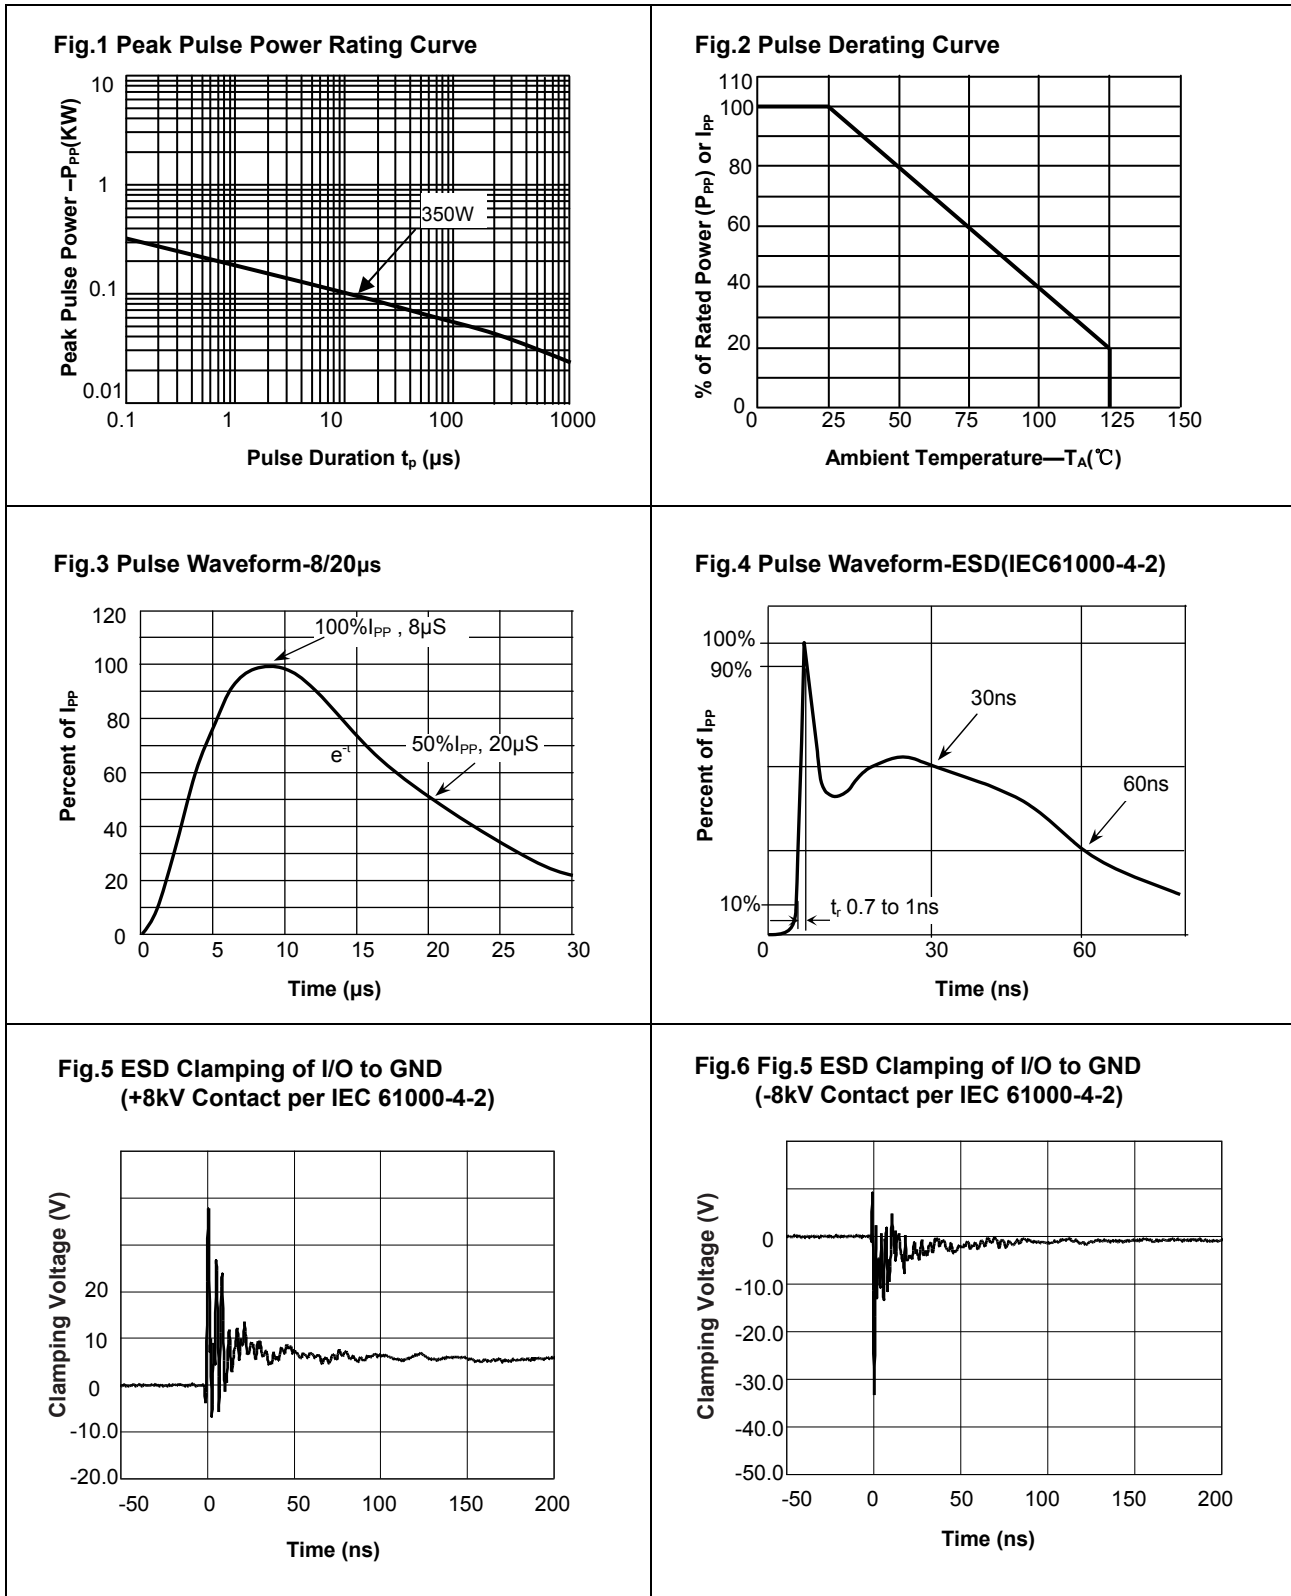 Fig.1 Peak Pulse Power Rating Curve
Peak Pulse Power –PPP(KW)
10
1
0.1
0.01
350W
0.1 1 10 100 1000
Pulse Duration tp (µs)
Fig.2 Pulse Derating Curve
% of Rated Power (PPP) or IPP
110
100
80
60
40
20
0
0 25 50 75 100 125 150
Ambient Temperature—TA(℃)
Fig.3 Pulse Waveform-8/20µs
Percent of IPP
120
100
80
60
40
20
0
100%IPP , 8µS
e-t
50%IPP, 20µS
0 5 10 15 20 25 30
Time (µs)
Fig.4 Pulse Waveform-ESD(IEC61000-4-2)
Percent of IPP
100%
90%
10%
30ns
60ns
tr 0.7 to 1ns
0 30 60
Time (ns)
Fig.5 ESD Clamping of I/O to GND
(+8kV Contact per IEC 61000-4-2)
Clamping Voltage (V)
20
10
0
-10.0
-20.0
-50 0 50 100 150 200
Time (ns)
Fig.6 Fig.5 ESD Clamping of I/O to GND
(-8kV Contact per IEC 61000-4-2)
Clamping Voltage (V)
0
-10.0
-20.0
-30.0
-40.0
-50.0
-50 0 50 100 150 200
Time (ns)